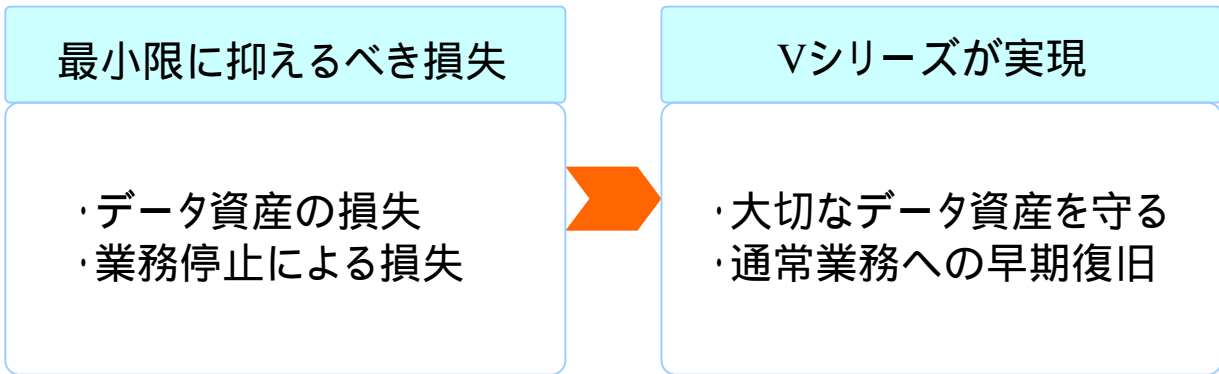 最小限に抑えるべき損失
・データ資産の損失
・業務停止による損失
Vシリーズが実現
・大切なデータ資産を守る
・通常業務への早期復旧